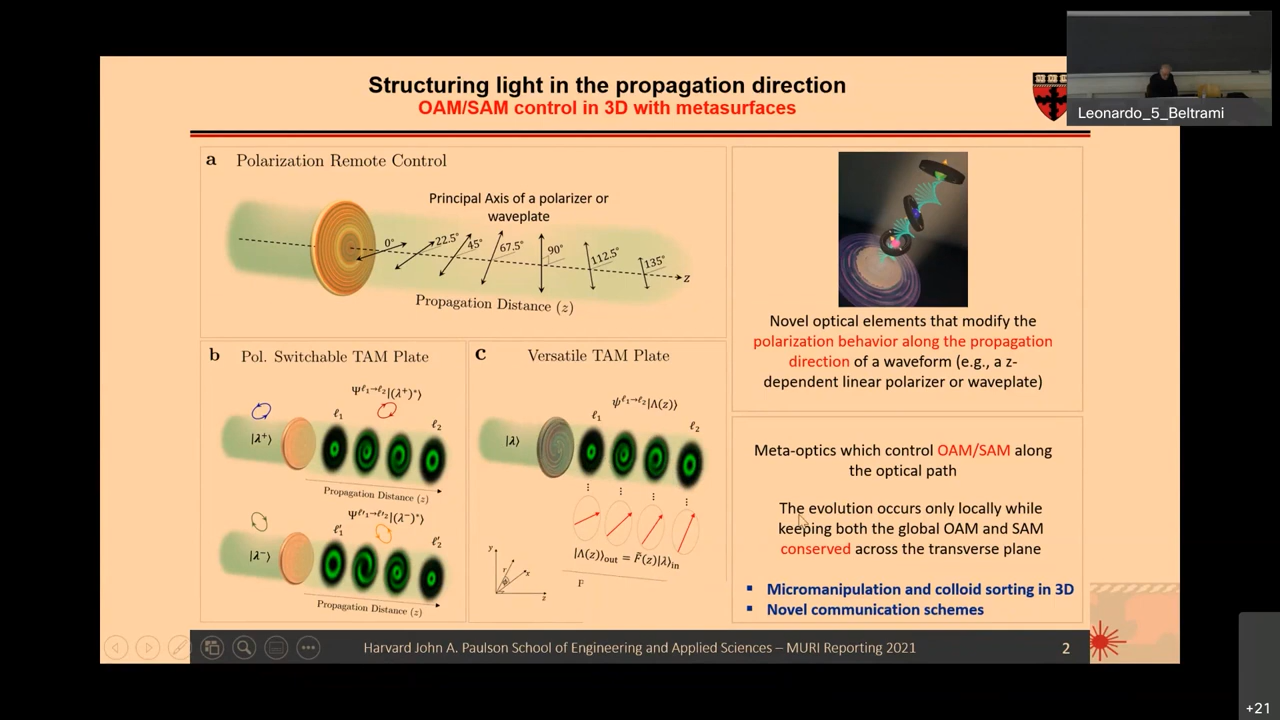 Structuring light in the propagation direction
OAM/SAM control in 3D with metasurfaces
Leonardo_5_Beltrami
a Polarization Remote Control
Principal Axis of a polarizer or
waveplate
0° 22.5° 45° 67.5° 90° 112.5° 135°
z
Propagation Distance (z)
b Pol. Switchable TAM Plate
Ψ^ℓ₁→ℓ₂|(λ⁺)*⟩
|λ⁺⟩ ℓ₁ ℓ₂
Propagation Distance (z)
Ψ^ℓ'₁→ℓ'₂|(λ⁻)*⟩
|λ⁻⟩ ℓ'₁ ℓ'₂
Propagation Distance (z)
c Versatile TAM Plate
ψ^ℓ₁→ℓ₂|Λ(z)⟩
|λ⟩ ℓ₁ ℓ₂
|Λ(z)⟩out = F̃(z)|λ⟩in
y
r
x
z
Novel optical elements that modify the
polarization behavior along the propagation
direction of a waveform (e.g., a z-
dependent linear polarizer or waveplate)
Meta-optics which control OAM/SAM along
the optical path
The evolution occurs only locally while
keeping both the global OAM and SAM
conserved across the transverse plane
▪ Micromanipulation and colloid sorting in 3D
▪ Novel communication schemes
Harvard John A. Paulson School of Engineering and Applied Sciences – MURI Reporting 2021
2
+21